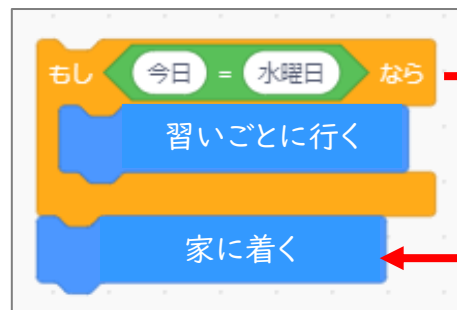 もし 今日 = 水曜日 なら
習いごとに行く
家に着く